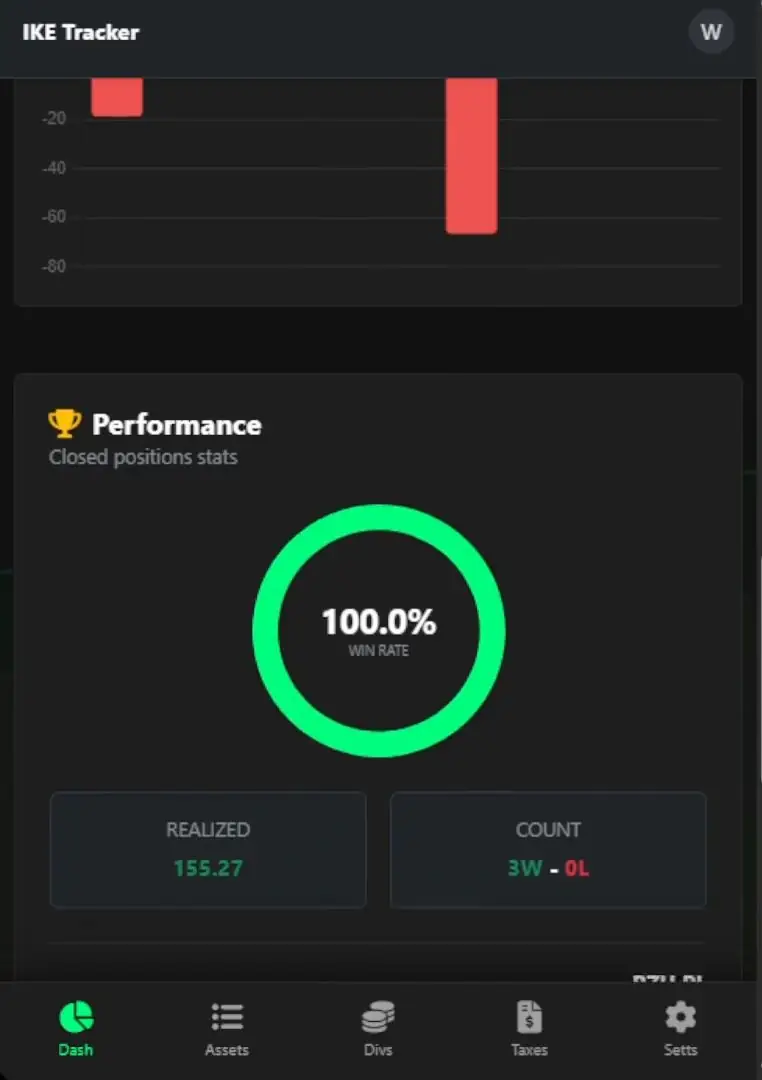 IKE Tracker
W
-20
-40
-60
-80
Performance
Closed positions stats
100.0%
WIN RATE
REALIZED
155.27
COUNT
3W - 0L
Dash
Assets
Divs
Taxes
Setts